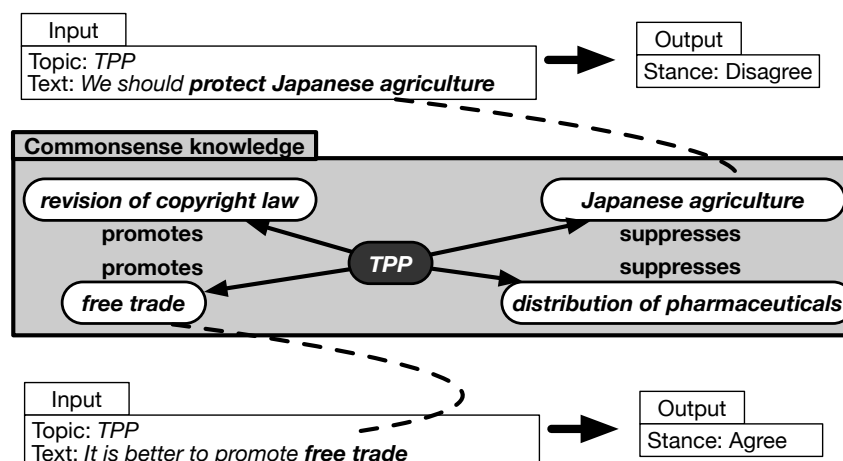 Input
Output
Topic: TPP
Text: We should protect Japanese agriculture
Stance: Disagree
Commonsense knowledge
revision of copyright law
Japanese agriculture
promotes
suppresses
TPP
promotes
suppresses
free trade
distribution of pharmaceuticals
Input
Output
Topic: TPP
Text: It is better to promote free trade
Stance: Agree